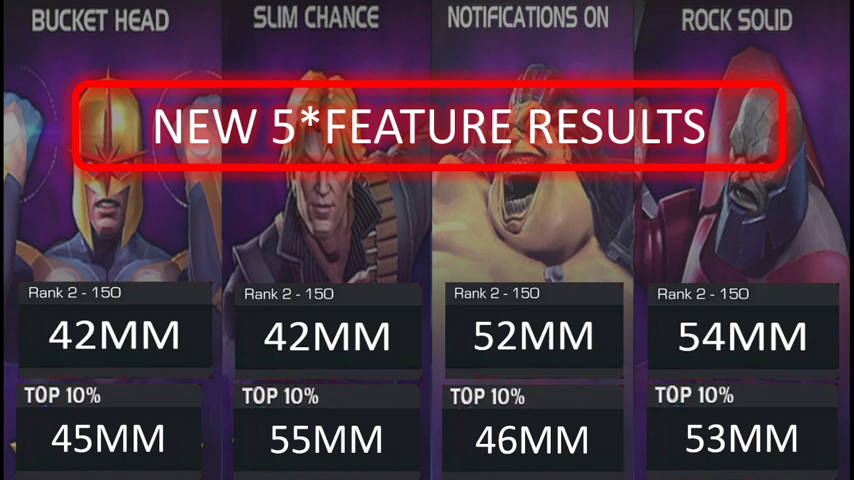 BUCKET HEAD
SLIM CHANCE
NOTIFICATIONS ON
ROCK SOLID
NEW 5*FEATURE RESULTS
Rank 2 - 150
42MM
Rank 2 - 150
42MM
Rank 2 - 150
52MM
Rank 2 - 150
54MM
TOP 10%
45MM
TOP 10%
55MM
TOP 10%
46MM
TOP 10%
53MM